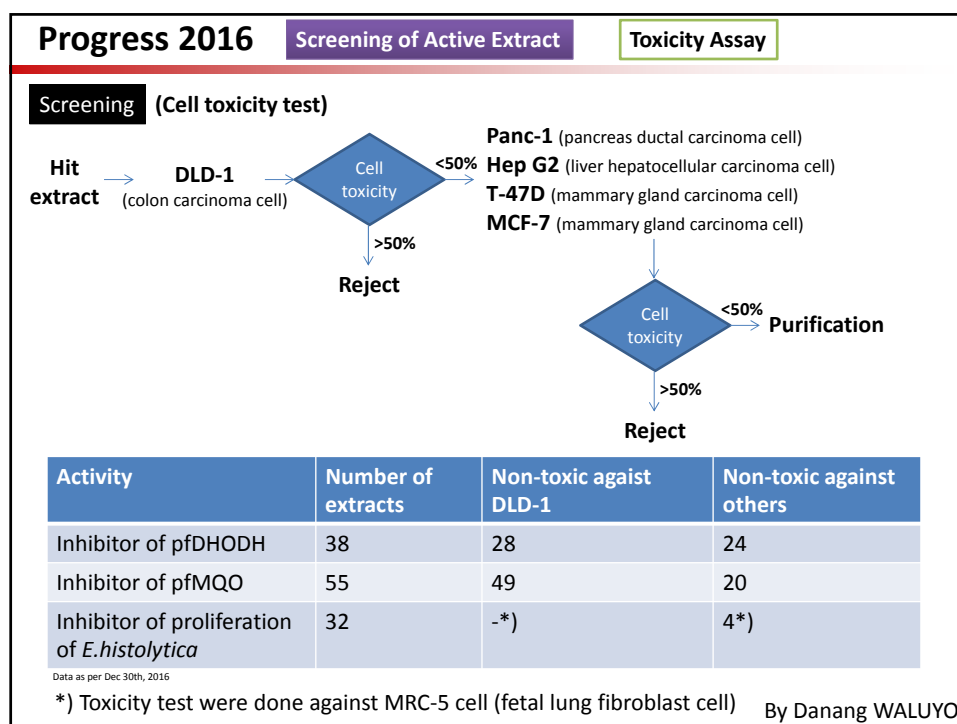 Progress 2016
Screening of Active Extract
Toxicity Assay
Screening (Cell toxicity test)
Hit
extract
DLD-1
(colon carcinoma cell)
Cell
toxicity
<50%
>50%
Reject
Panc-1 (pancreas ductal carcinoma cell)
Hep G2 (liver hepatocellular carcinoma cell)
T-47D (mammary gland carcinoma cell)
MCF-7 (mammary gland carcinoma cell)
Cell
toxicity
<50%
Purification
>50%
Reject
Activity
Number of
extracts
Non-toxic agaist
DLD-1
Non-toxic against
others
Inhibitor of pfDHODH 38 28 24
Inhibitor of pfMQO 55 49 20
Inhibitor of proliferation
of E.histolytica
32 -*) 4*)
Data as per Dec 30th, 2016
*) Toxicity test were done against MRC-5 cell (fetal lung fibroblast cell)
By Danang WALUYO